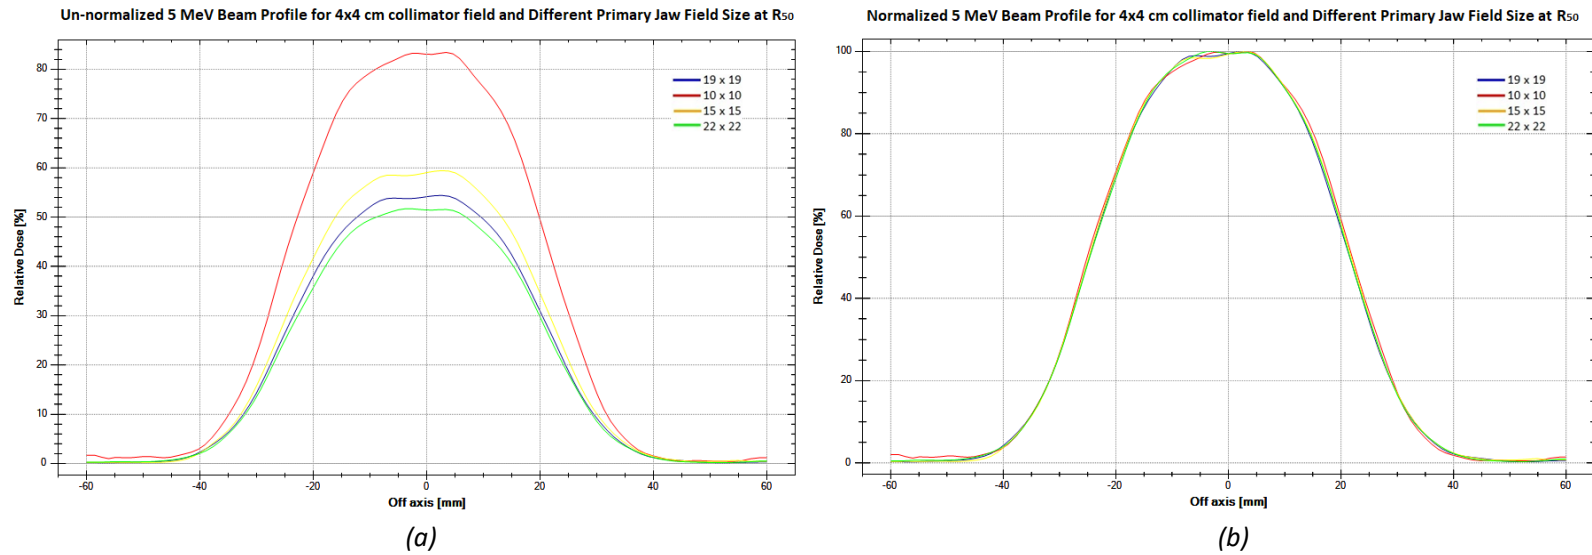 Un-normalized 5 MeV Beam Profile for 4x4 cm collimator field and Different Primary Jaw Field Size at R50
80
70
60
50
40
30
20
10
0
Relative Dose [%]
19 x 19
10 x 10
15 x 15
22 x 22
-60
-40
-20
0
20
40
60
Off axis [mm]
(a)
Normalized 5 MeV Beam Profile for 4x4 cm collimator field and Different Primary Jaw Field Size at R50
100
80
60
40
20
0
Relative Dose [%]
19 x 19
10 x 10
15 x 15
22 x 22
-60
-40
-20
0
20
40
60
Off axis [mm]
(b)